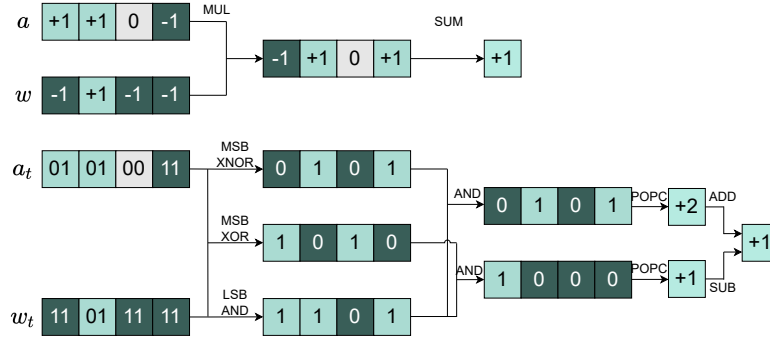 a +1 +1 0 -1 MUL
-1 +1 0 +1 SUM +1
w -1 +1 -1 -1
a_t 01 01 00 11 MSB XNOR 0 1 0 1
AND 0 1 0 1 POPC +2 ADD
MSB XOR 1 0 1 0
+1
AND 1 0 0 0 POPC +1 SUB
w_t 11 01 11 11 LSB AND 1 1 0 1